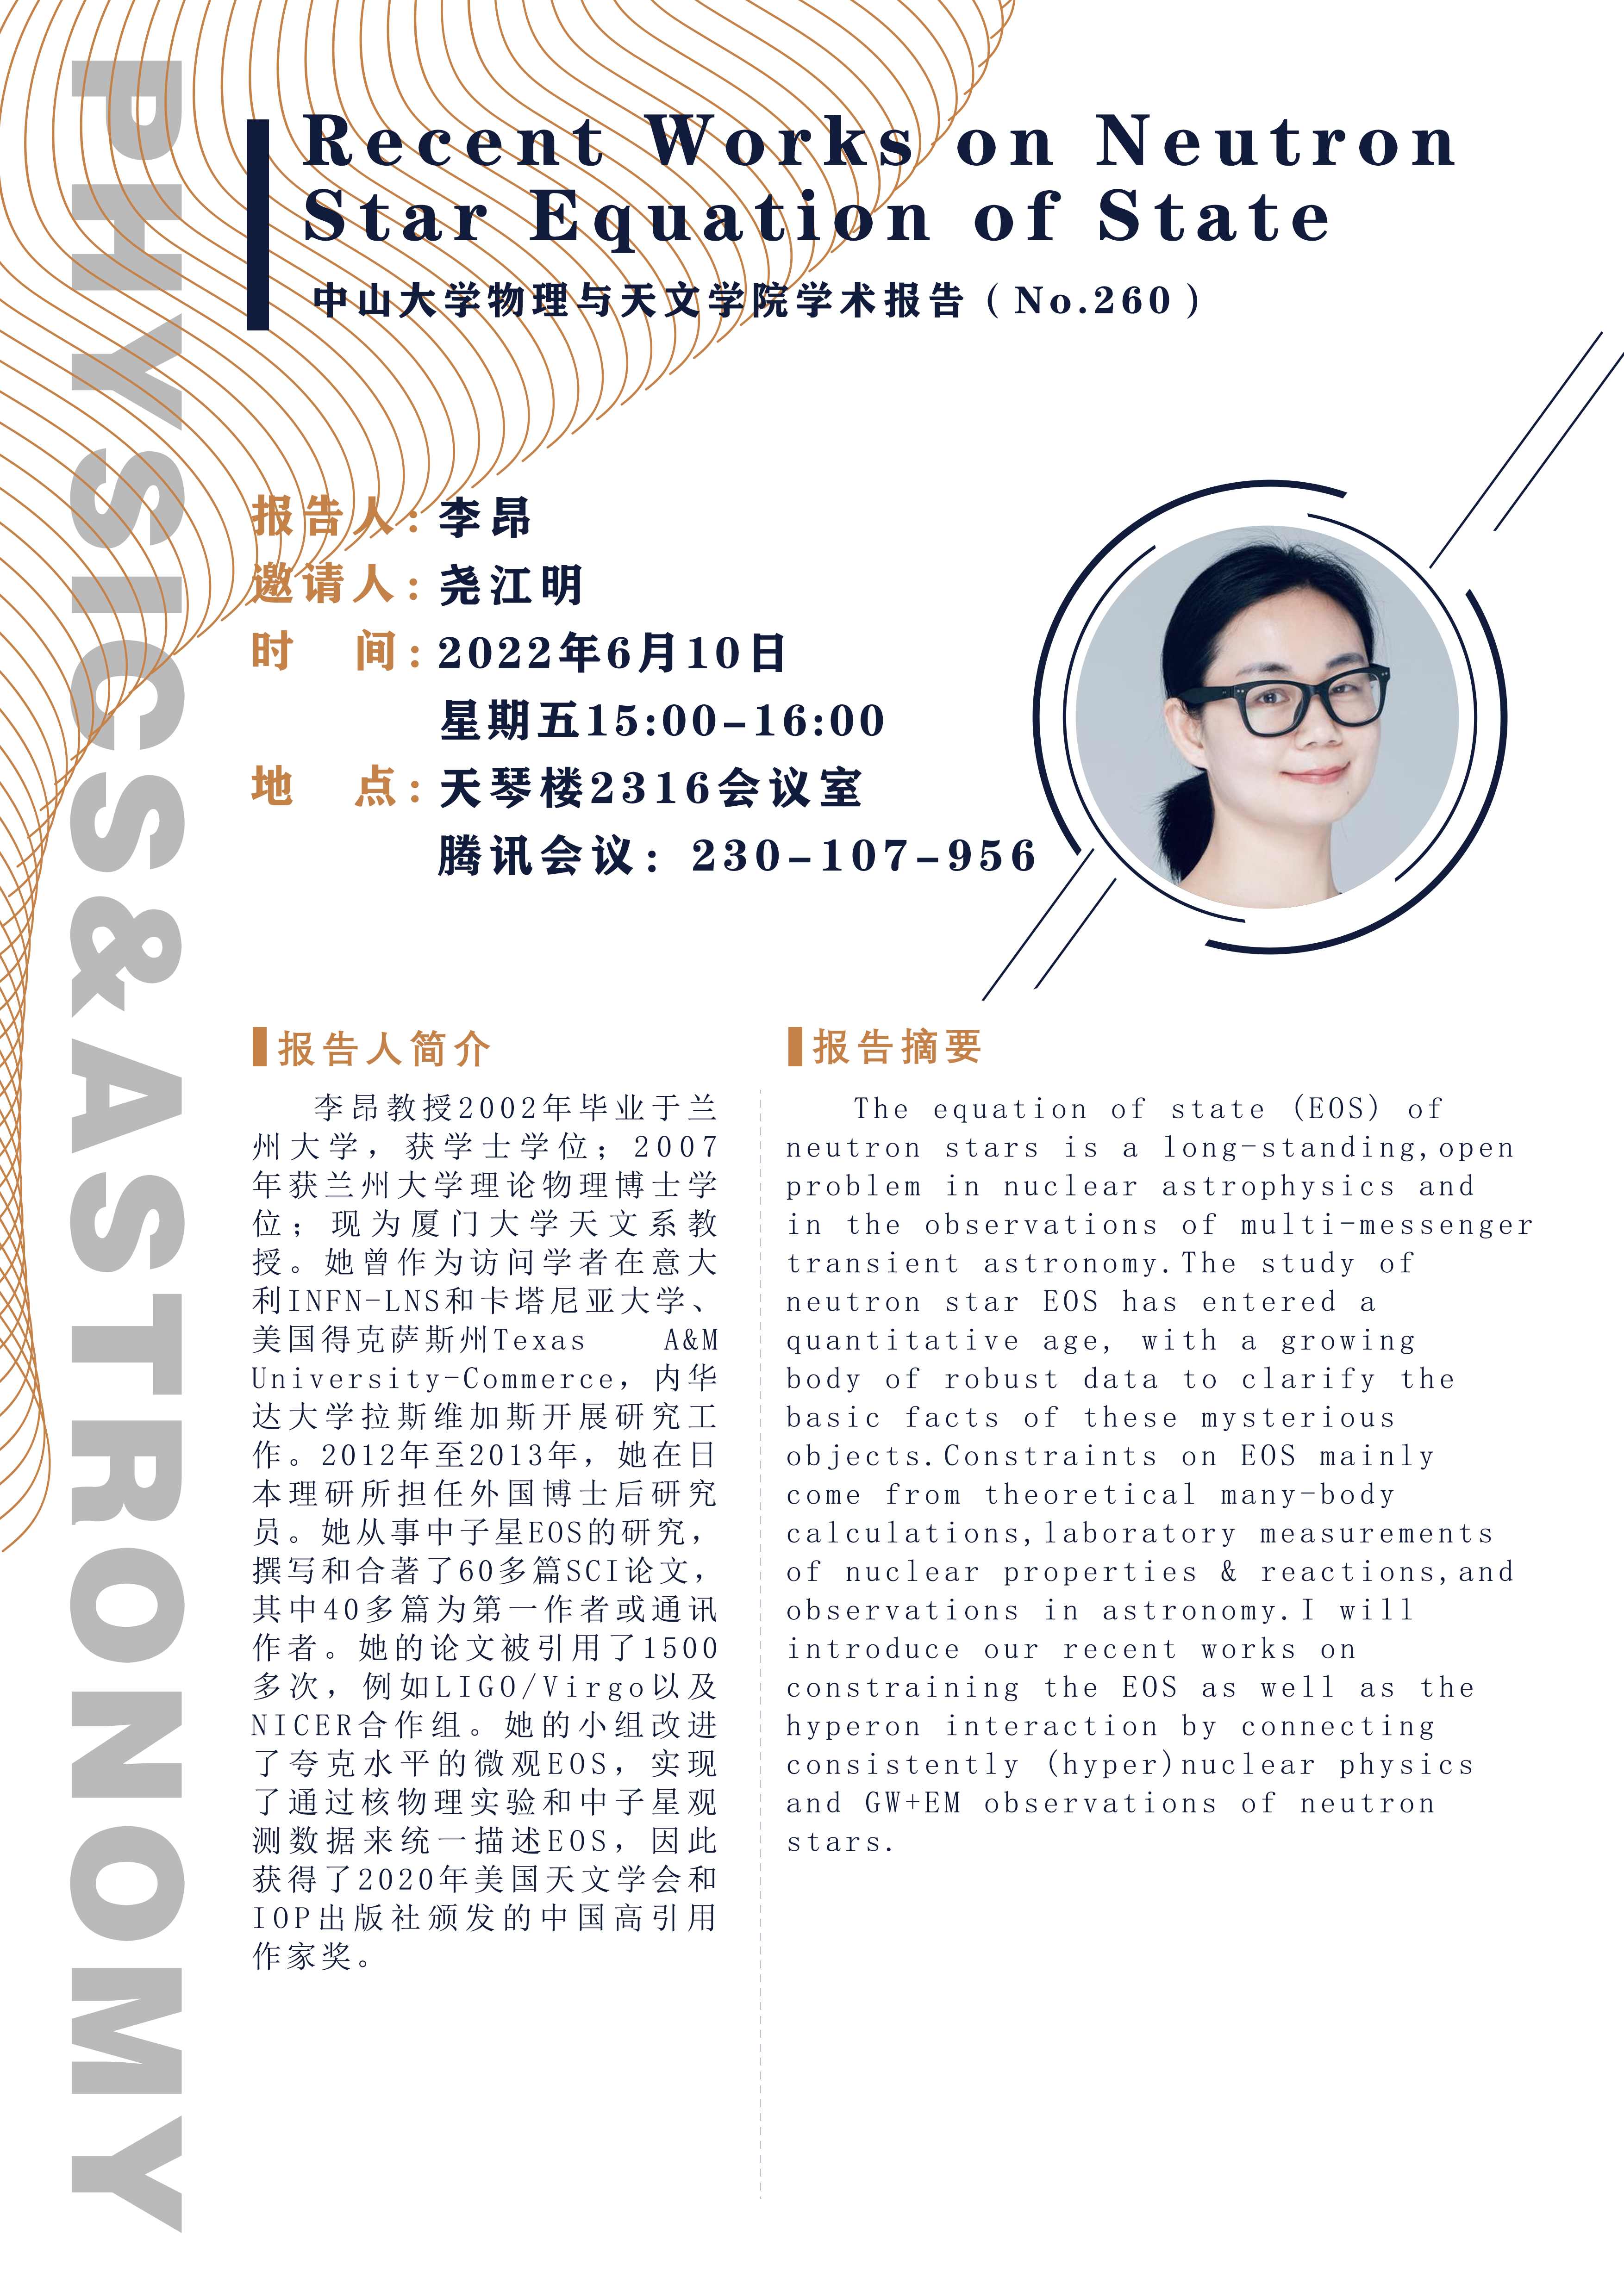 PHYSICS&ASTRONOMY
Recent Works on Neutron
Star Equation of State
中山大学物理与天文学院学术报告（No.260）
报告人：李昂
邀请人：尧江明
时 间：2022年6月10日
星期五15:00-16:00
地 点：天琴楼2316会议室
腾讯会议：230-107-956
报告人简介
李昂教授2002年毕业于兰
州大学，获学士学位；2007
年获兰州大学理论物理博士学
位；现为厦门大学天文系教
授。她曾作为访问学者在意大
利INFN-LNS和卡塔尼亚大学、
美国得克萨斯州Texas A&M
University-Commerce，内华
达大学拉斯维加斯开展研究工
作。2012年至2013年，她在日
本理研所担任外国博士后研究
员。她从事中子星EOS的研究，
撰写和合著了60多篇SCI论文，
其中40多篇为第一作者或通讯
作者。她的论文被引用了1500
多次，例如LIGO/Virgo以及
NICER合作组。她的小组改进
了夸克水平的微观EOS，实现
了通过核物理实验和中子星观
测数据来统一描述EOS，因此
获得了2020年美国天文学会和
IOP出版社颁发的中国高引用
作家奖。
报告摘要
The equation of state (EOS) of
neutron stars is a long-standing,open
problem in nuclear astrophysics and
in the observations of multi-messenger
transient astronomy.The study of
neutron star EOS has entered a
quantitative age, with a growing
body of robust data to clarify the
basic facts of these mysterious
objects.Constraints on EOS mainly
come from theoretical many-body
calculations,laboratory measurements
of nuclear properties & reactions,and
observations in astronomy.I will
introduce our recent works on
constraining the EOS as well as the
hyperon interaction by connecting
consistently (hyper)nuclear physics
and GW+EM observations of neutron
stars.